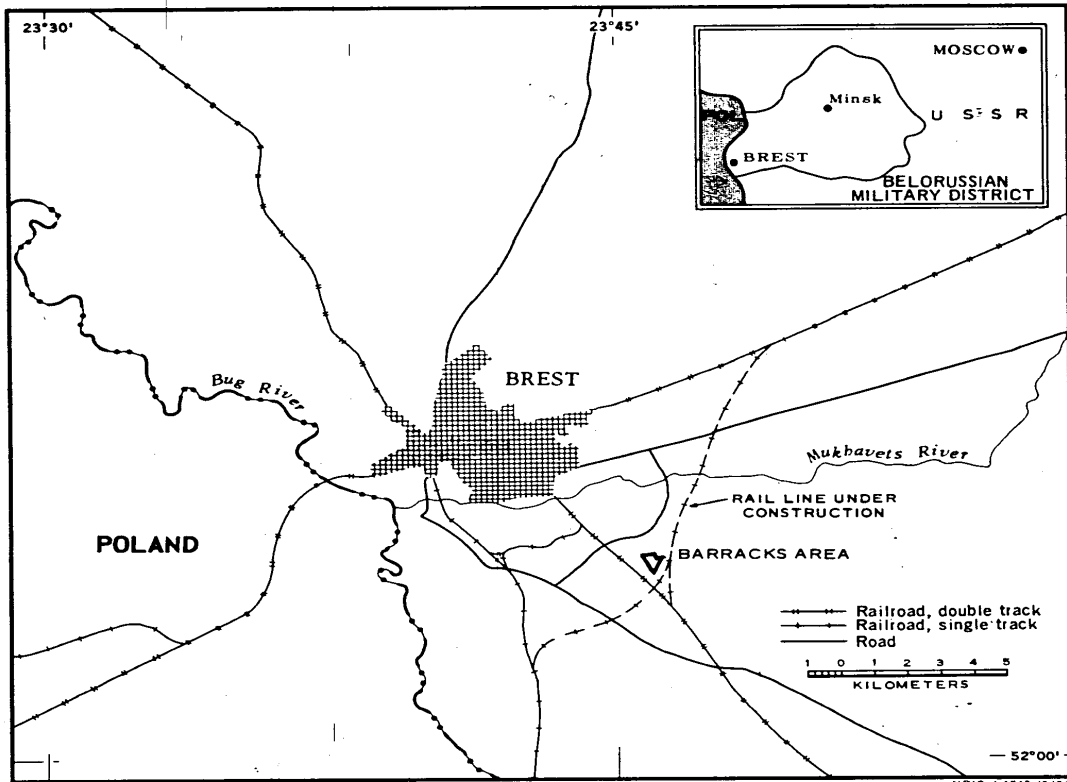 23°30'
23°45'
MOSCOW
Minsk
U S S R
BREST
BELORUSSIAN
MILITARY DISTRICT
BREST
Bug River
Mukhavets River
RAIL LINE UNDER
CONSTRUCTION
POLAND
BARRACKS AREA
Railroad, double track
Railroad, single track
Road
1 0 1 2 3 4 5
KILOMETERS
52°00'